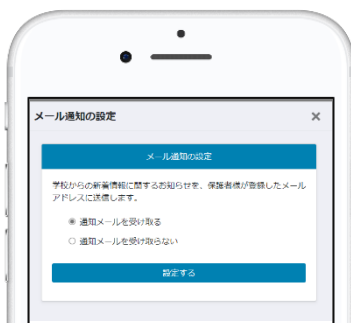 メール通知の設定 ×
メール通知の設定
学校からの新着情報に関するお知らせを、保護者様が登録したメール
アドレスに送信します。
通知メールを受け取る
通知メールを受け取らない
設定する